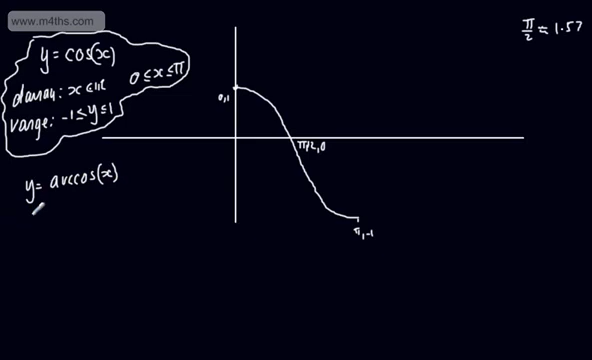 www.m4ths.com
y = cos(x)
0 ≤ x ≤ π
domain: x ∈ ℝ
range: -1 ≤ y ≤ 1
y = arccos(x)
0,1
π/2,0
π,-1
π/2 = 1.57